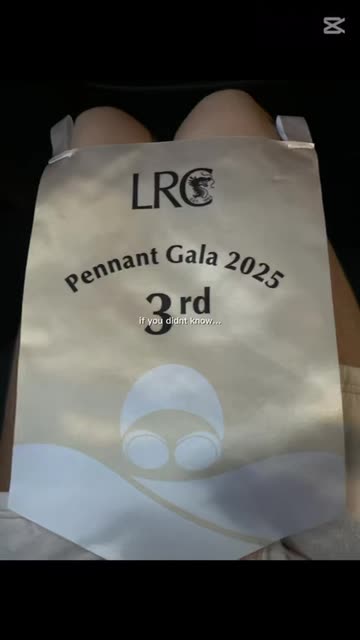 LRC
Pennant Gala 2025
3rd
if you didnt know...